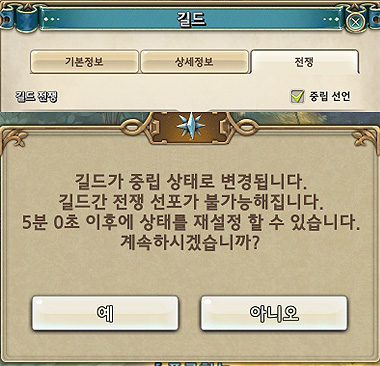 길드
기본정보 상세정보 전쟁
길드 전쟁 중립 선언
길드가 중립 상태로 변경됩니다.
길드간 전쟁 선포가 불가능해집니다.
5분 0초 이후에 상태를 재설정 할 수 있습니다.
계속하시겠습니까?
예 아니오